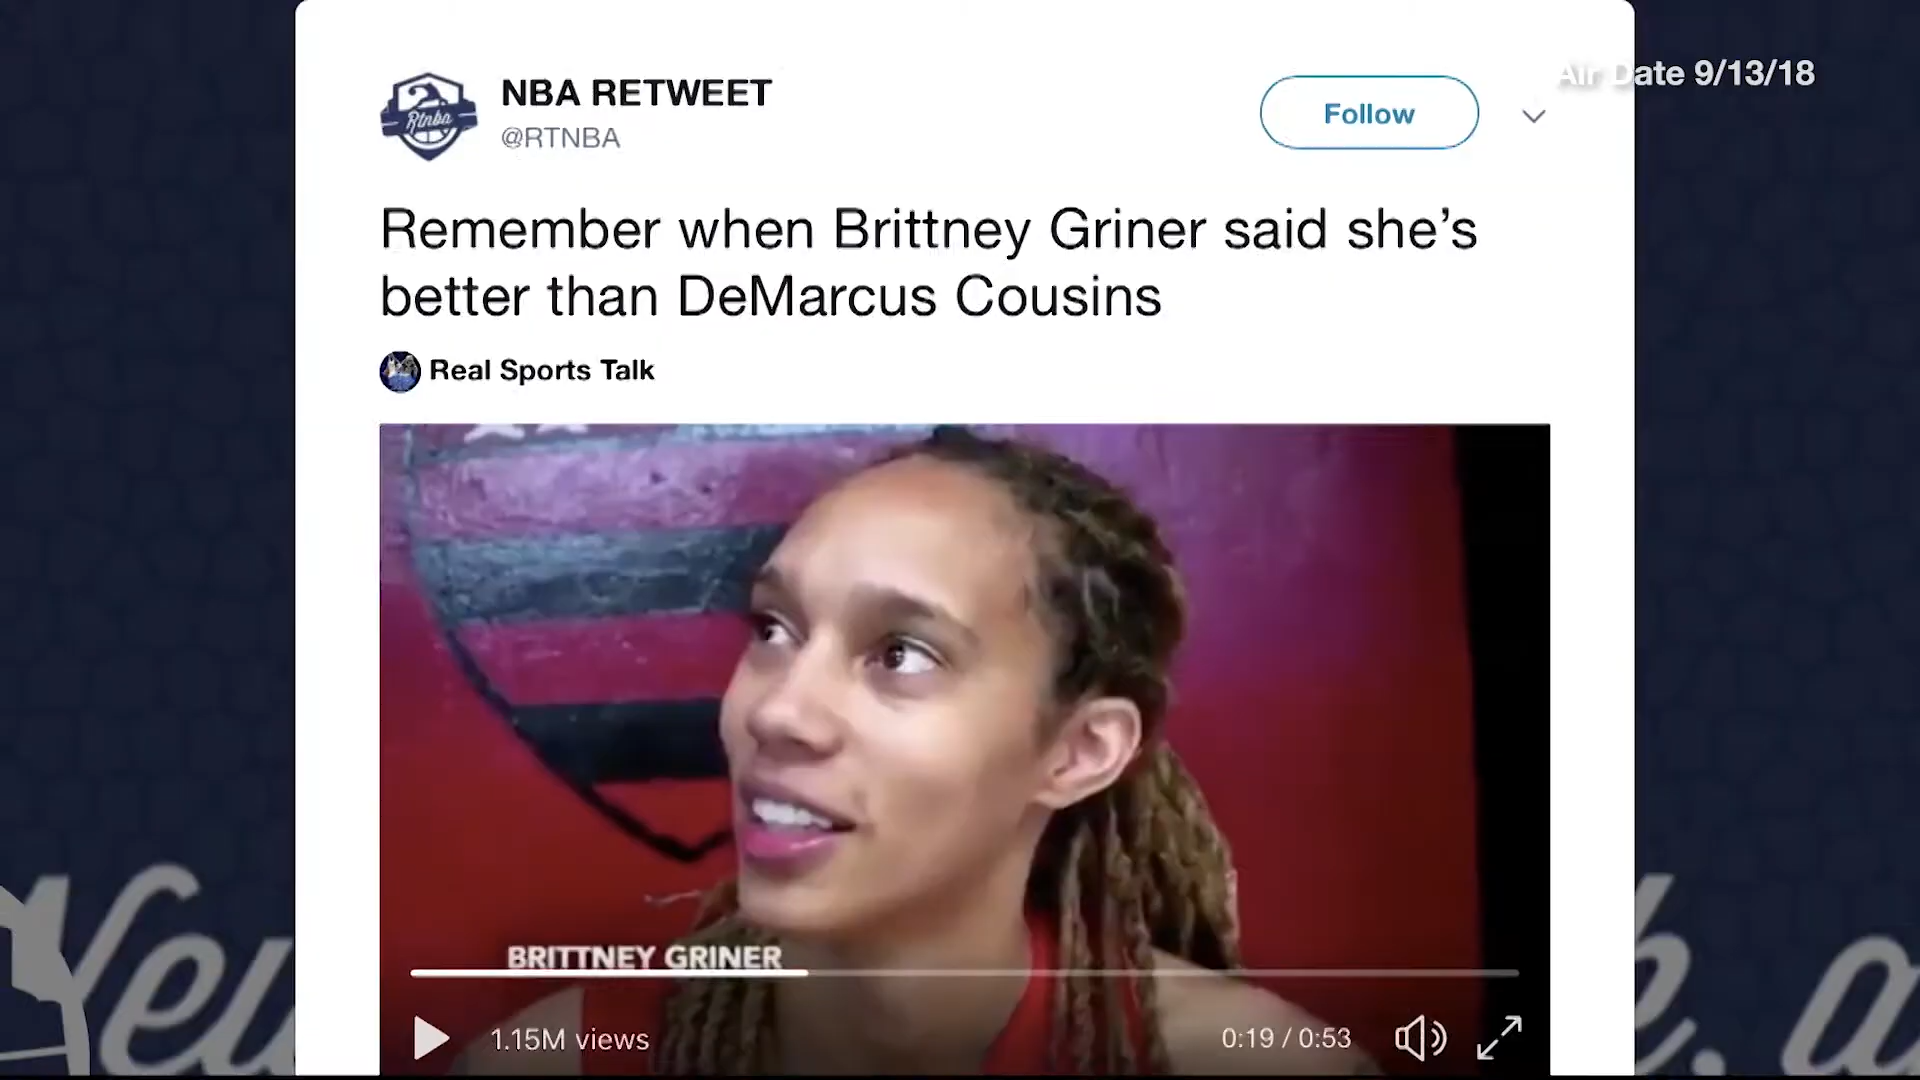 Air Date 9/13/18
NBA RETWEET
@RTNBA
Rtnba
Follow
Remember when Brittney Griner said she's
better than DeMarcus Cousins
Real Sports Talk
BRITTNEY GRINER
1.15M views
0:19 / 0:53